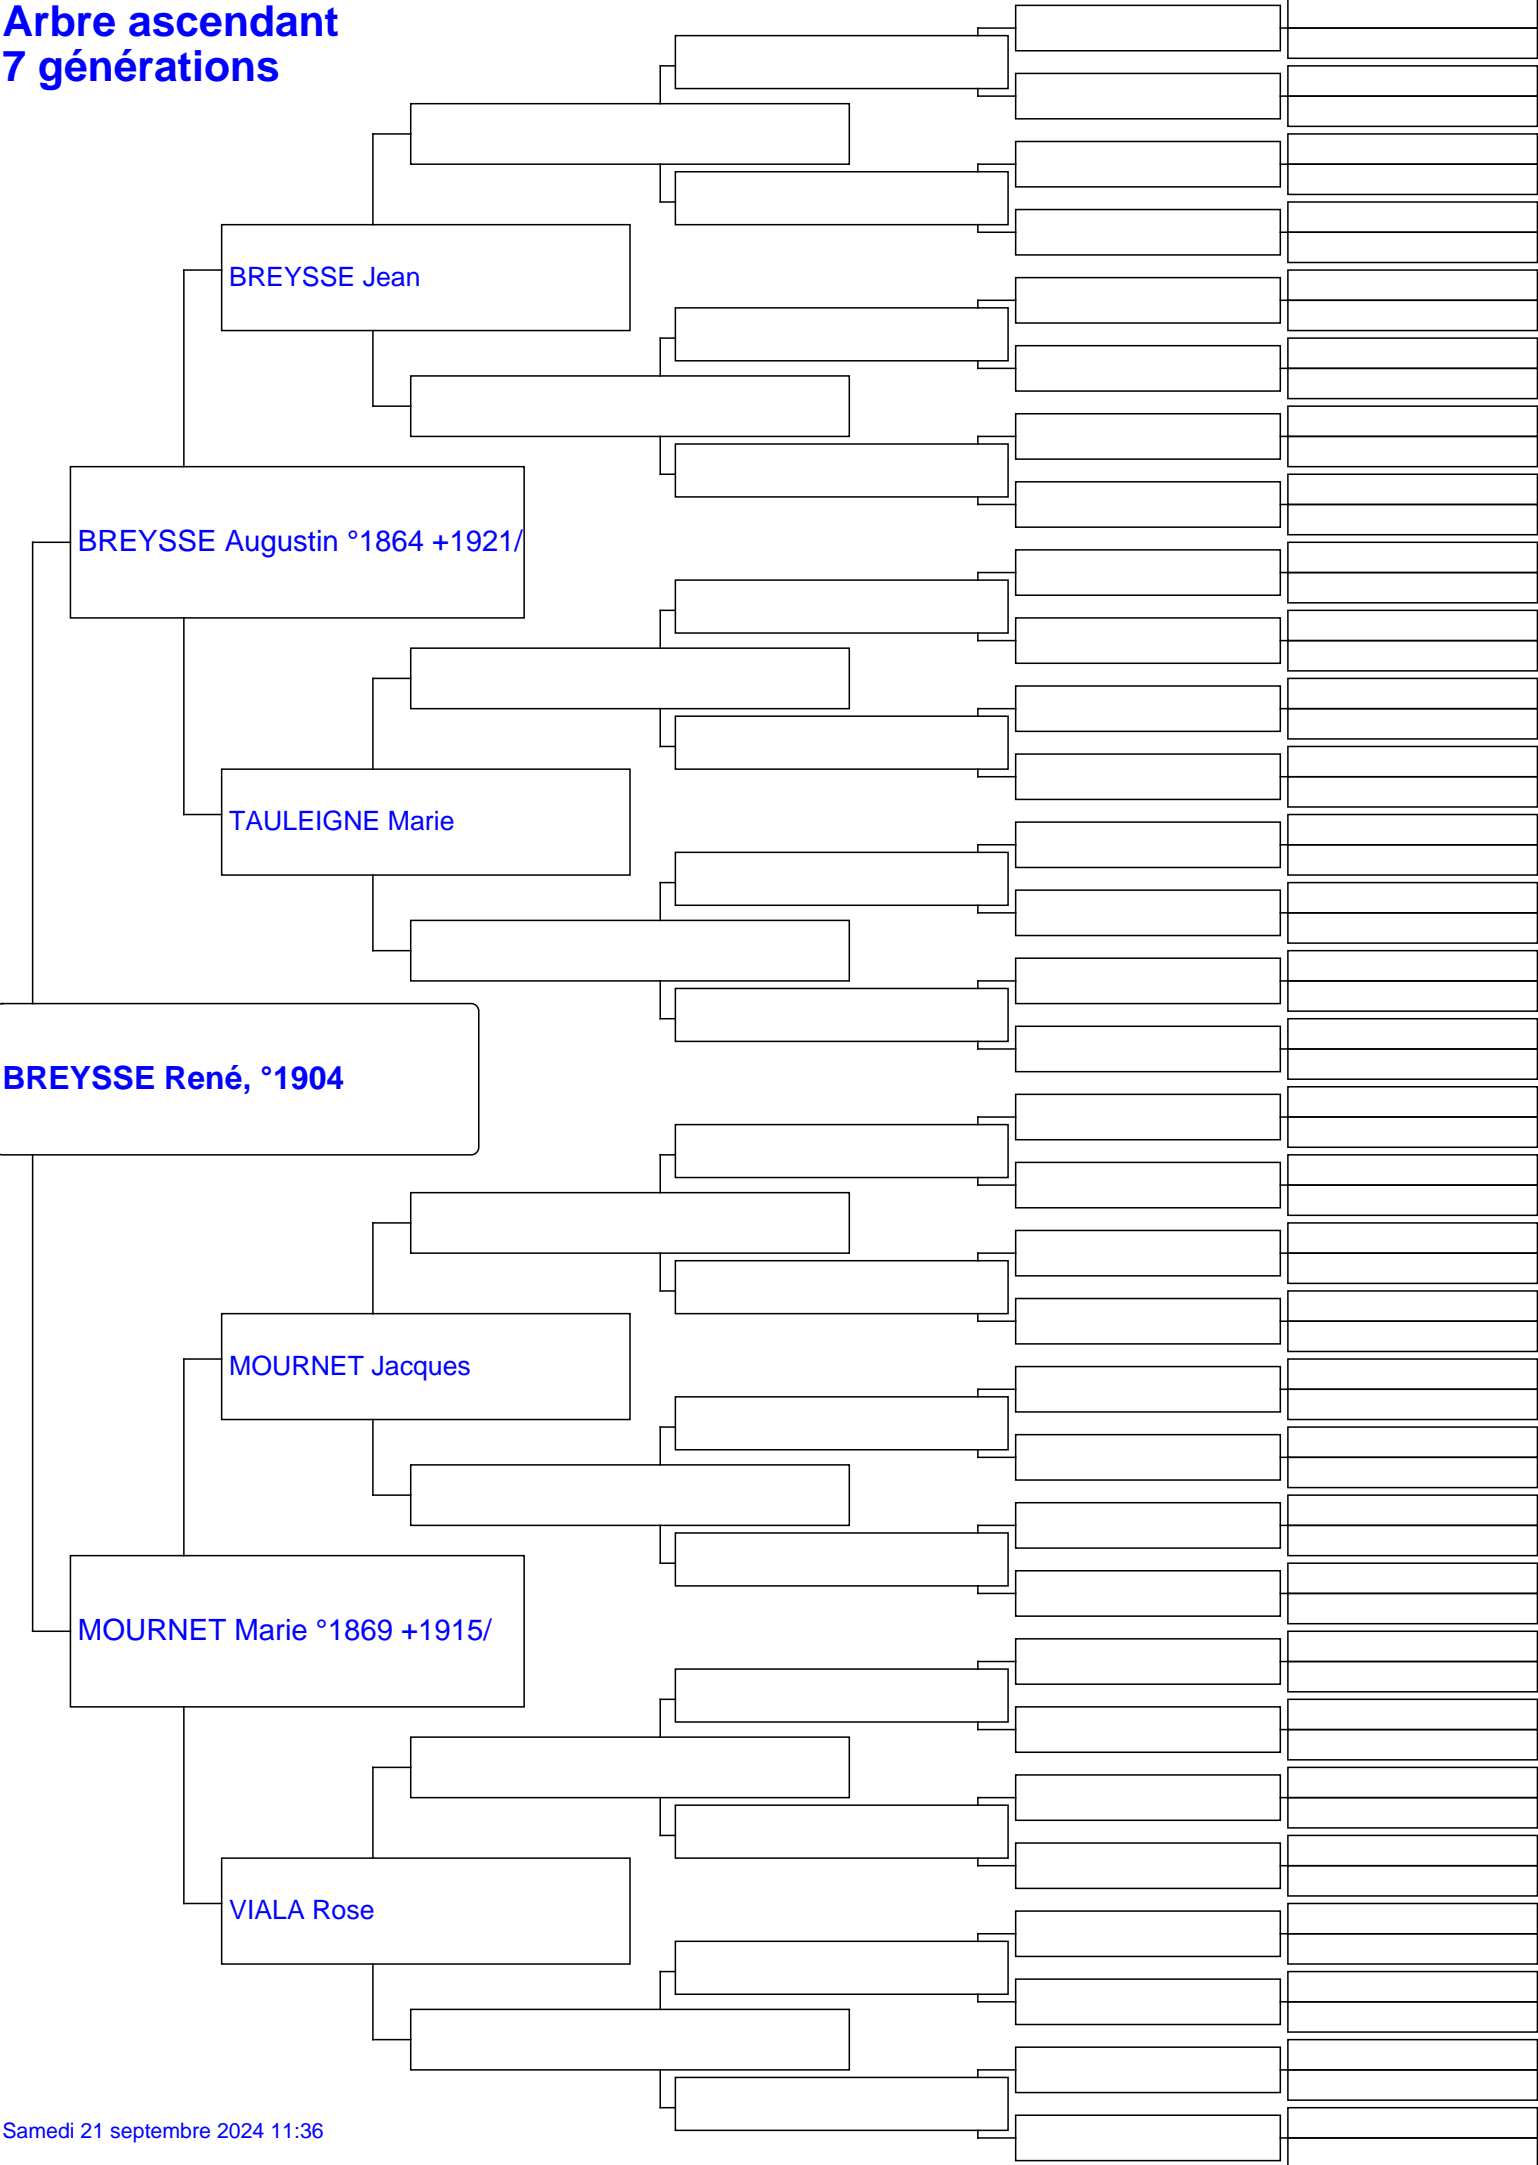 Arbre ascendant
7 générations
BREYSSE Jean
BREYSSE Augustin °1864 +1921/
TAULEIGNE Marie
BREYSSE René, °1904
MOURNET Jacques
MOURNET Marie °1869 +1915/
VIALA Rose
Samedi 21 septembre 2024 11:36